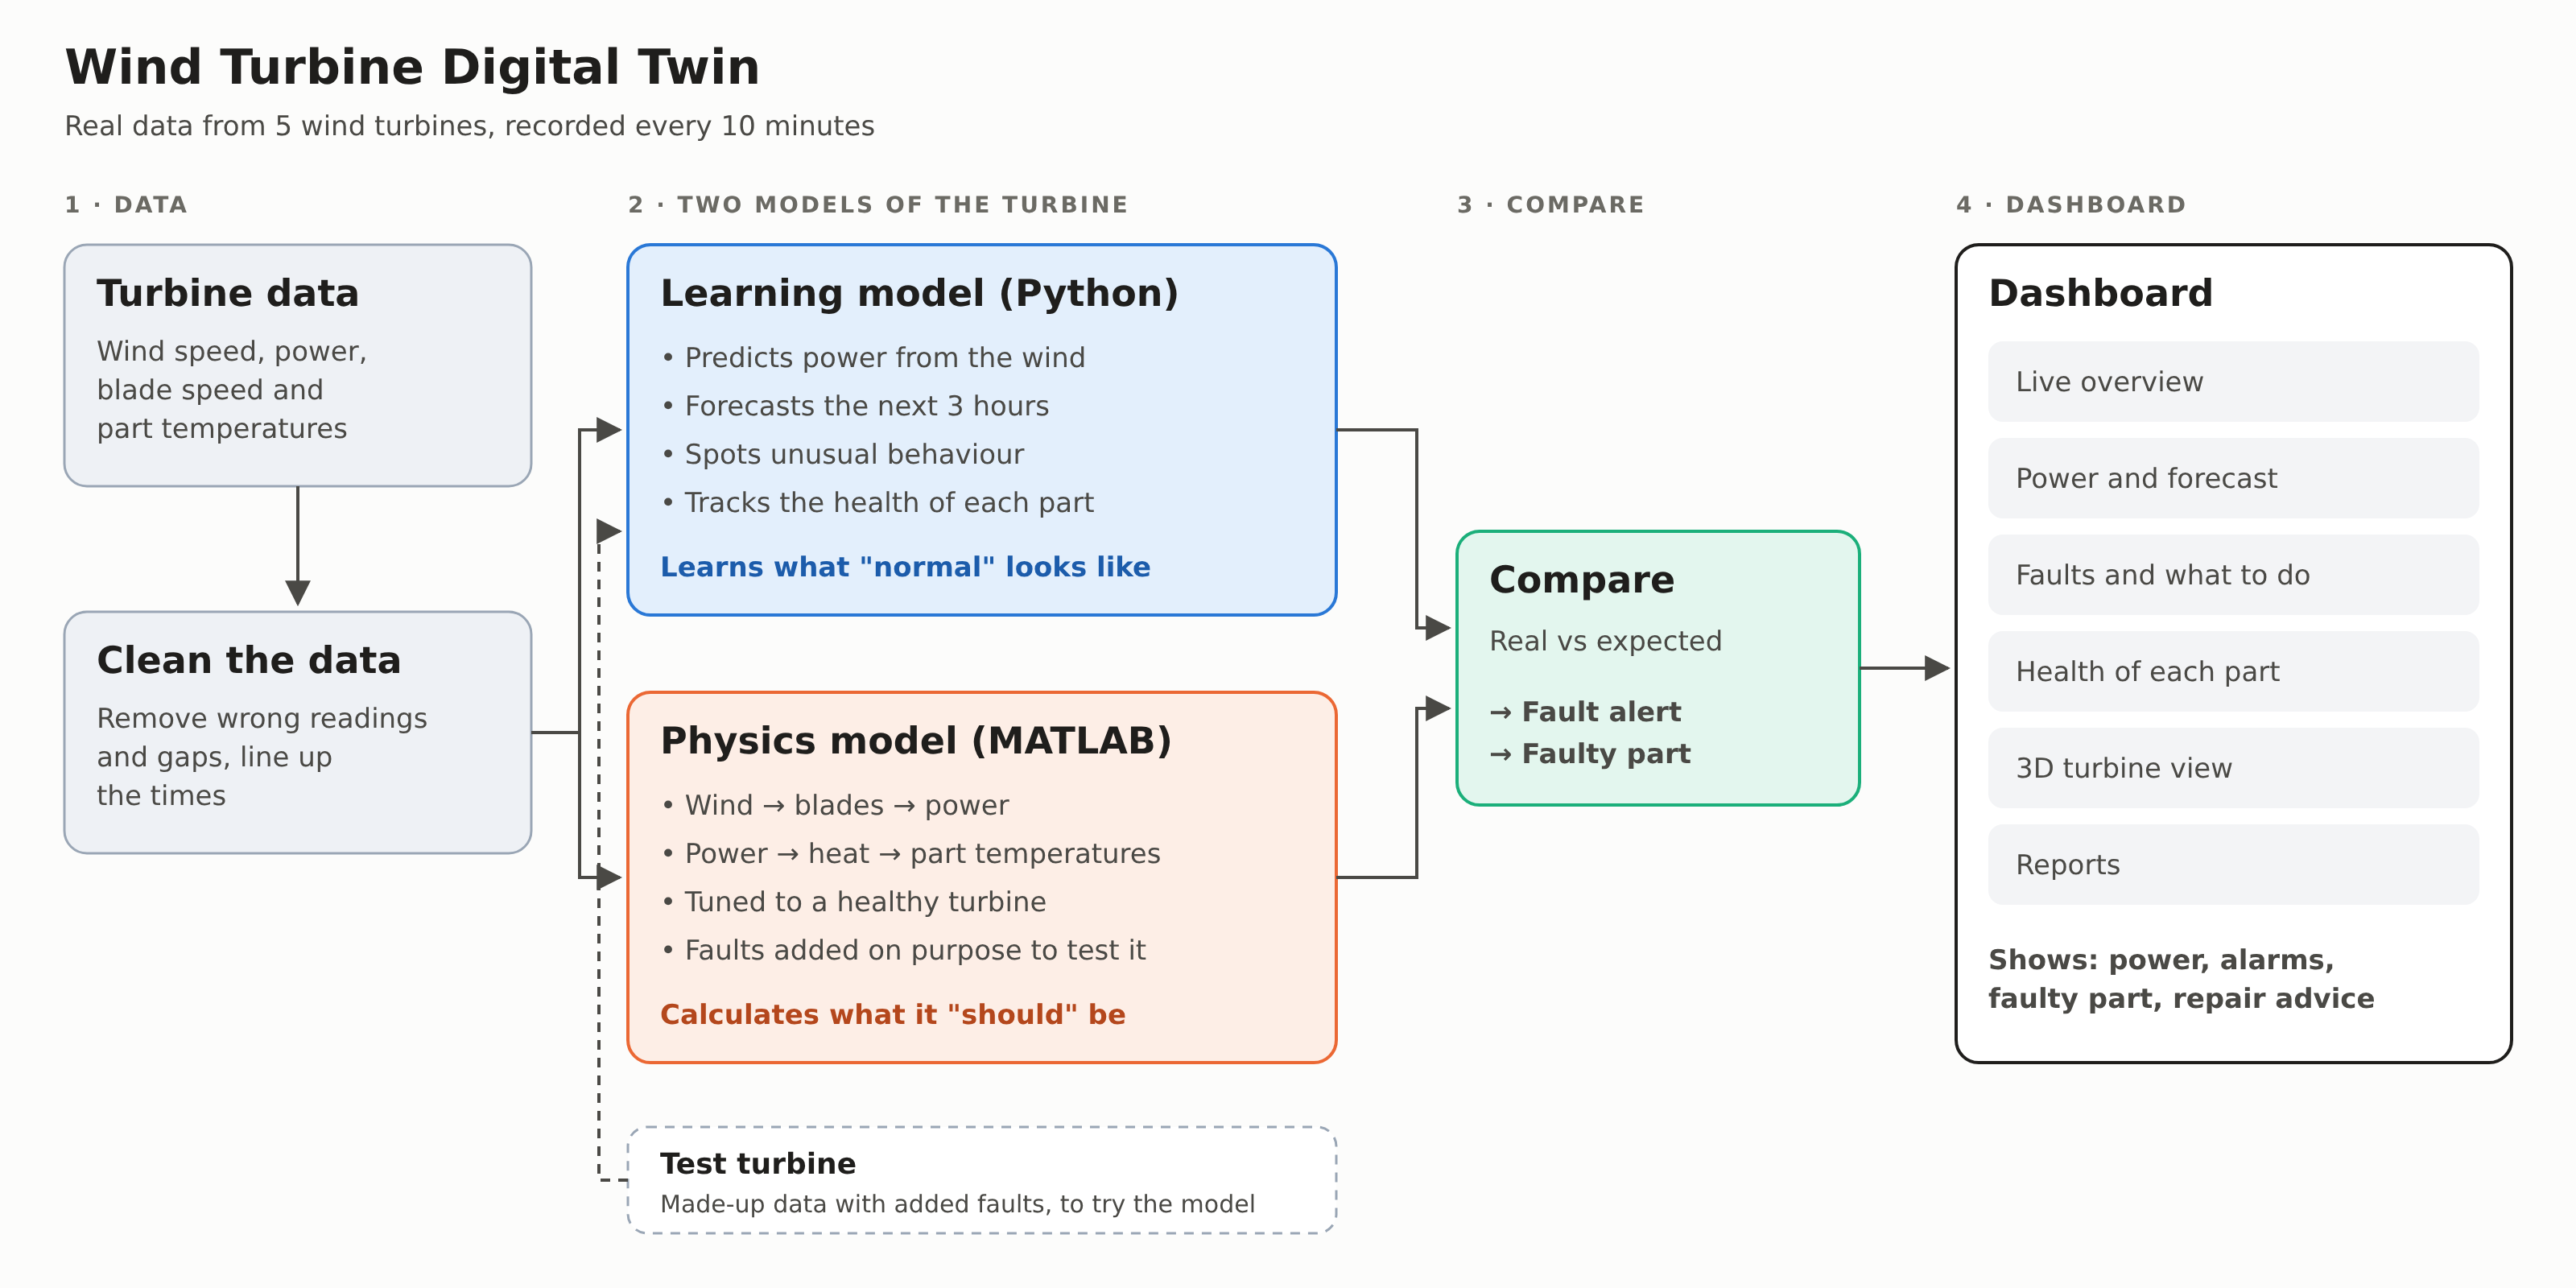 Wind Turbine Digital Twin
Real data from 5 wind turbines, recorded every 10 minutes
1 · DATA
Turbine data
Wind speed, power,
blade speed and
part temperatures
Clean the data
Remove wrong readings
and gaps, line up
the times
2 · TWO MODELS OF THE TURBINE
Learning model (Python)
• Predicts power from the wind
• Forecasts the next 3 hours
• Spots unusual behaviour
• Tracks the health of each part
Learns what "normal" looks like
Physics model (MATLAB)
• Wind → blades → power
• Power → heat → part temperatures
• Tuned to a healthy turbine
• Faults added on purpose to test it
Calculates what it "should" be
Test turbine
Made-up data with added faults, to try the model
3 · COMPARE
Compare
Real vs expected
→ Fault alert
→ Faulty part
4 · DASHBOARD
Dashboard
Live overview
Power and forecast
Faults and what to do
Health of each part
3D turbine view
Reports
Shows: power, alarms,
faulty part, repair advice